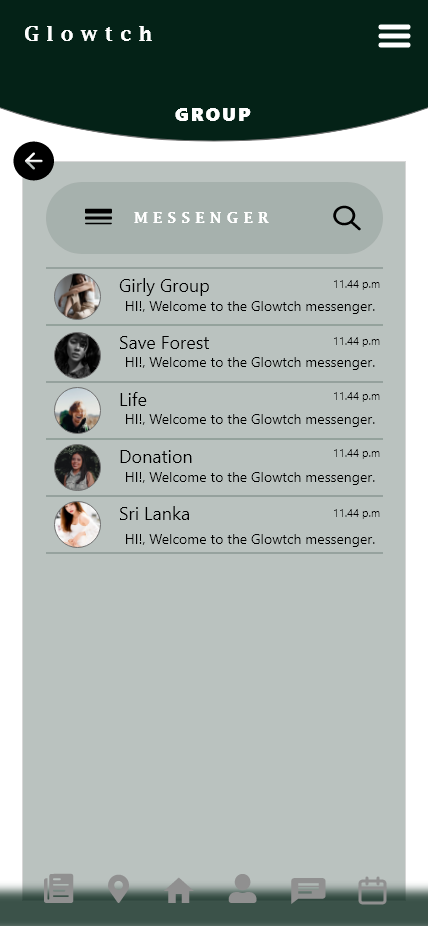 Glowtch
GROUP
MESSENGER
Girly Group 11.44 p.m
HI!, Welcome to the Glowtch messenger.
Save Forest 11.44 p.m
HI!, Welcome to the Glowtch messenger.
Life 11.44 p.m
HI!, Welcome to the Glowtch messenger.
Donation 11.44 p.m
HI!, Welcome to the Glowtch messenger.
Sri Lanka 11.44 p.m
HI!, Welcome to the Glowtch messenger.